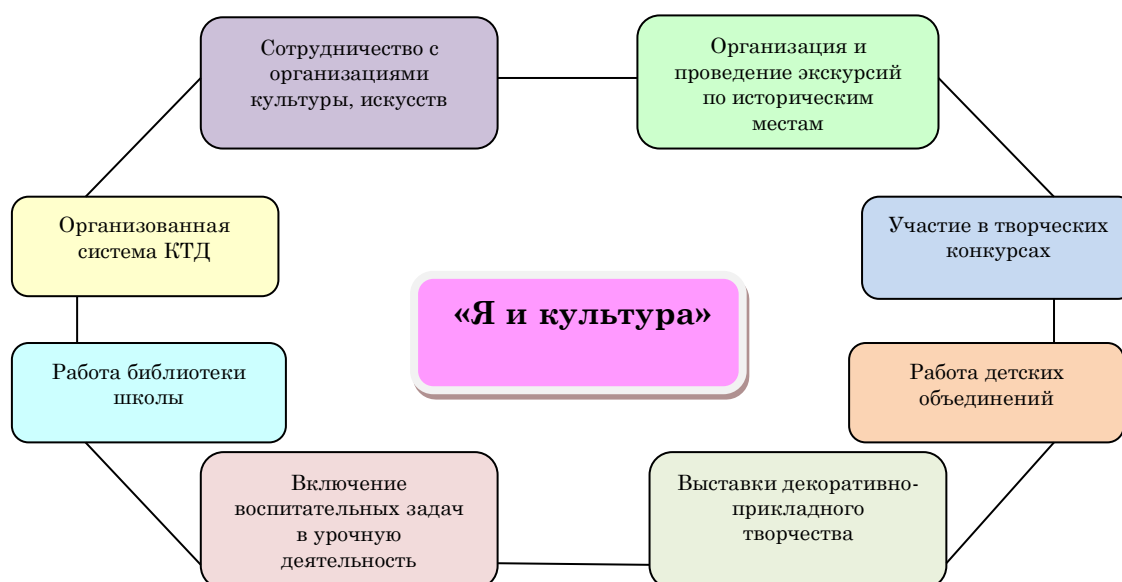 Сотрудничество с
организациями
культуры, искусств
Организация и
проведение экскурсий
по историческим
местам
Организованная
система КТД
Участие в творческих
конкурсах
«Я и культура»
Работа библиотеки
школы
Работа детских
объединений
Включение
воспитательных задач
в урочную
деятельность
Выставки декоративно-
прикладного
творчества